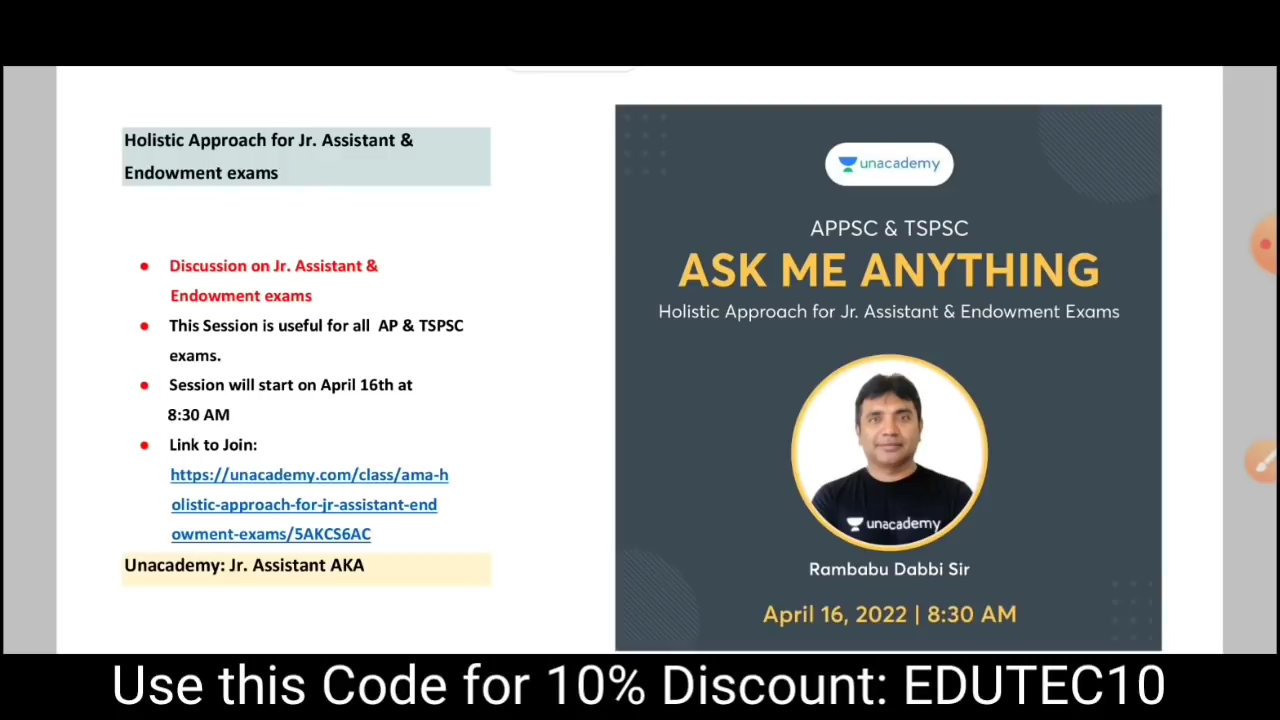 Holistic Approach for Jr. Assistant &
Endowment exams
Discussion on Jr. Assistant &
Endowment exams
This Session is useful for all AP & TSPSC
exams.
Session will start on April 16th at
8:30 AM
Link to Join:
https://unacademy.com/class/ama-h
olistic-approach-for-jr-assistant-end
owment-exams/5AKCS6AC
Unacademy: Jr. Assistant AKA
unacademy
APPSC & TSPSC
ASK ME ANYTHING
Holistic Approach for Jr. Assistant & Endowment Exams
unacademy
Rambabu Dabbi Sir
April 16, 2022 | 8:30 AM
Use this Code for 10% Discount: EDUTEC10